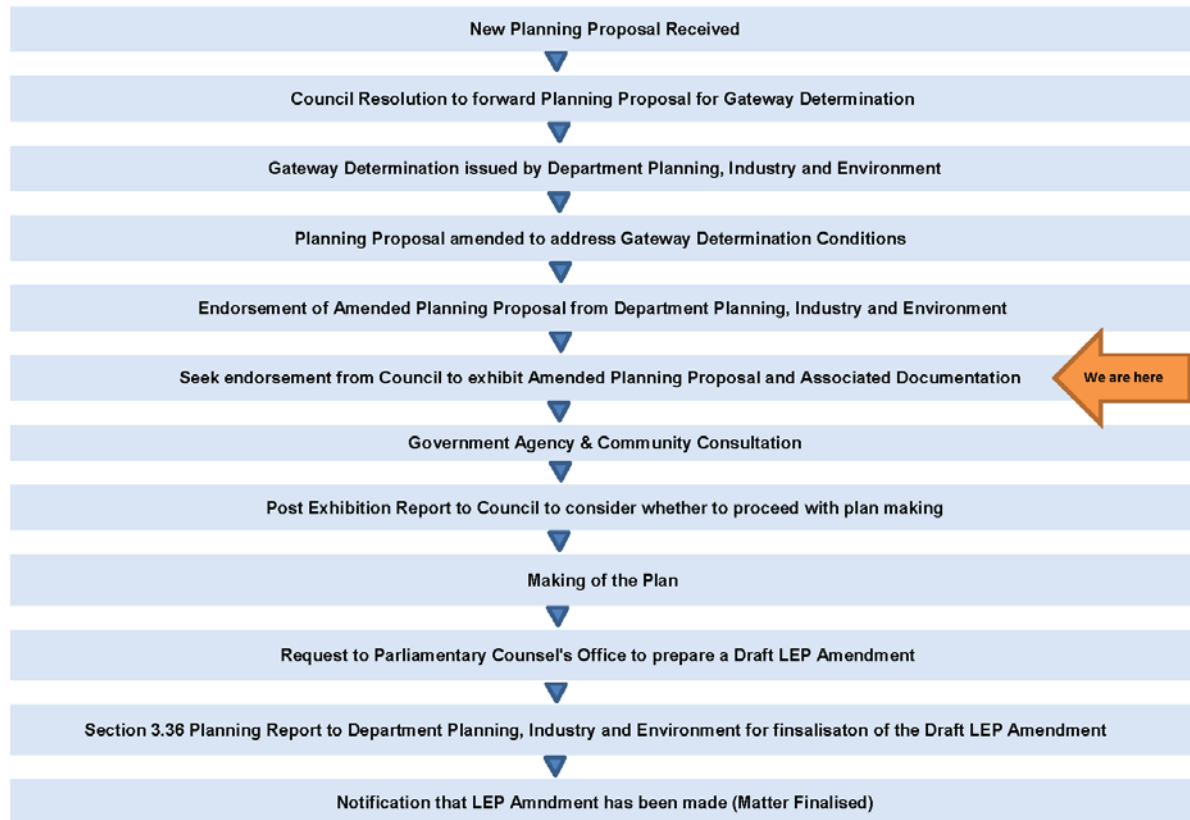 New Planning Proposal Received
Council Resolution to forward Planning Proposal for Gateway Determination
Gateway Determination issued by Department Planning, Industry and Environment
Planning Proposal amended to address Gateway Determination Conditions
Endorsement of Amended Planning Proposal from Department Planning, Industry and Environment
Seek endorsement from Council to exhibit Amended Planning Proposal and Associated Documentation
We are here
Government Agency & Community Consultation
Post Exhibition Report to Council to consider whether to proceed with plan making
Making of the Plan
Request to Parliamentary Counsel's Office to prepare a Draft LEP Amendment
Section 3.36 Planning Report to Department Planning, Industry and Environment for finsalisaton of the Draft LEP Amendment
Notification that LEP Amndment has been made (Matter Finalised)